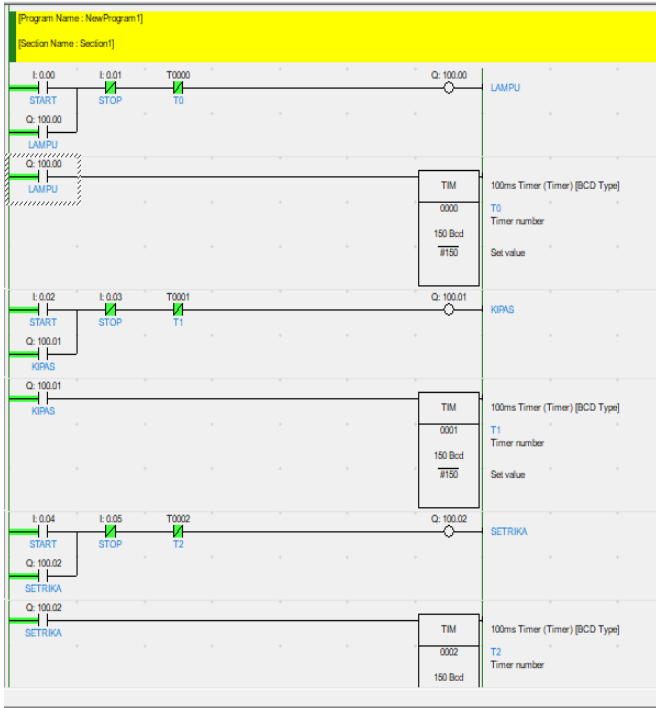 [Program Name : NewProgram1]
[Section Name : Section1]
I: 0.00 I: 0.01 T0000 Q: 100.00
START STOP T0 LAMPU
Q: 100.00
LAMPU
Q: 100.00
LAMPU
TIM 100ms Timer (Timer) [BCD Type]
0000 T0
Timer number
150 Bcd
#150 Set value
I: 0.02 I: 0.03 T0001 Q: 100.01
START STOP T1 KIPAS
Q: 100.01
KIPAS
Q: 100.01
KIPAS
TIM 100ms Timer (Timer) [BCD Type]
0001 T1
Timer number
150 Bcd
#150 Set value
I: 0.04 I: 0.05 T0002 Q: 100.02
START STOP T2 SETRIKA
Q: 100.02
SETRIKA
Q: 100.02
SETRIKA
TIM 100ms Timer (Timer) [BCD Type]
0002 T2
Timer number
150 Bcd